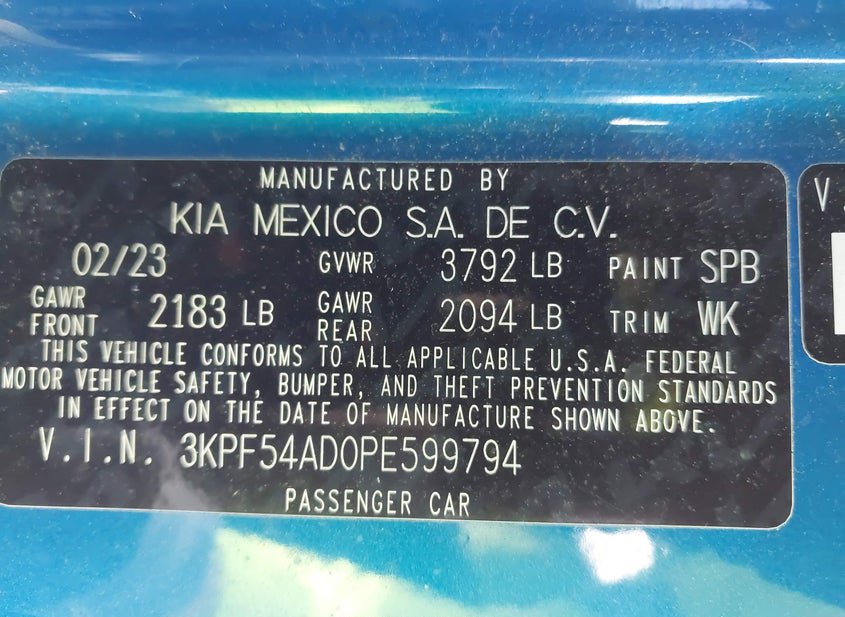 MANUFACTURED BY
KIA MEXICO S.A. DE C.V.
02/23 GVWR 3792 LB PAINT SPB
GAWR FRONT 2183 LB GAWR REAR 2094 LB TRIM WK
THIS VEHICLE CONFORMS TO ALL APPLICABLE U.S.A. FEDERAL
MOTOR VEHICLE SAFETY, BUMPER, AND THEFT PREVENTION STANDARDS
IN EFFECT ON THE DATE OF MANUFACTURE SHOWN ABOVE.
V.I.N. 3KPF54AD0PE599794
PASSENGER CAR
V.